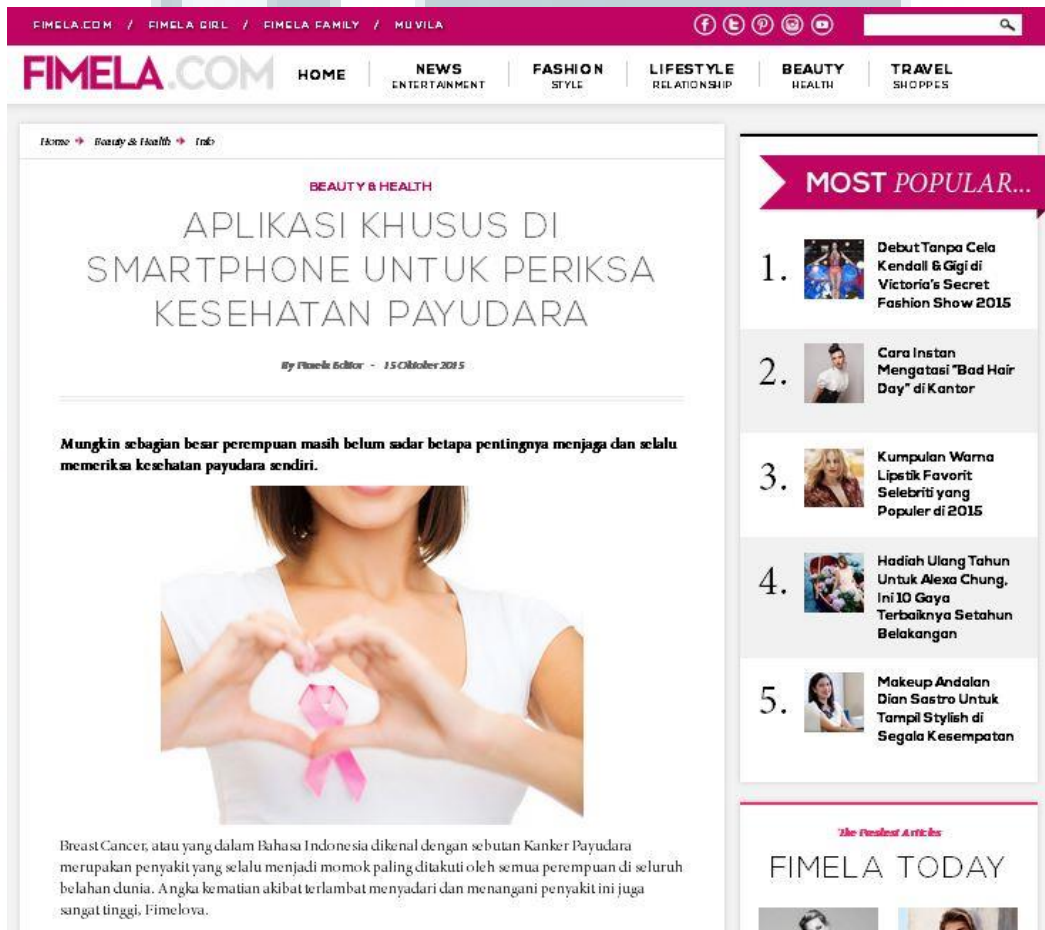 FIMELA.COM / FIMELA GIRL / FIMELA FAMILY / MUVILA
FIMELA.COM
HOME
NEWS
ENTERTAINMENT
FASHION
STYLE
LIFESTYLE
RELATIONSHIP
BEAUTY
HEALTH
TRAVEL
SHOPPES
Home Beauty & Health Info
BEAUTY & HEALTH
APLIKASI KHUSUS DI
SMARTPHONE UNTUK PERIKSA
KESEHATAN PAYUDARA
By Fimela Editor - 15 Oktober 2015
Mungkin sebagian besar perempuan masih belum sadar betapa pentingnya menjaga dan selalu
memeriksa kesehatan payudara sendiri.
Breast Cancer, atau yang dalam Bahasa Indonesia dikenal dengan sebutan Kanker Payudara
merupakan penyakit yang selalu menjadi momok paling ditakuti oleh semua perempuan di seluruh
belahan dunia. Angka kematian akibat terlambat menyadari dan menangani penyakit ini juga
sangat tinggi, Fimelova.
MOST POPULAR...
1.
Debut Tanpa Cela
Kendall & Gigi di
Victoria's Secret
Fashion Show 2015
2.
Cara Instan
Mengatasi "Bad Hair
Day" di Kantor
3.
Kumpulan Warna
Lipstik Favorit
Selebriti yang
Populer di 2015
4.
Hadiah Ulang Tahun
Untuk Alexa Chung,
Ini 10 Gaya
Terbaiknya Setahun
Belakangan
5.
Makeup Andalan
Dian Sastro Untuk
Tampil Stylish di
Segala Kesempatan
The Freshest Articles
FIMELA TODAY